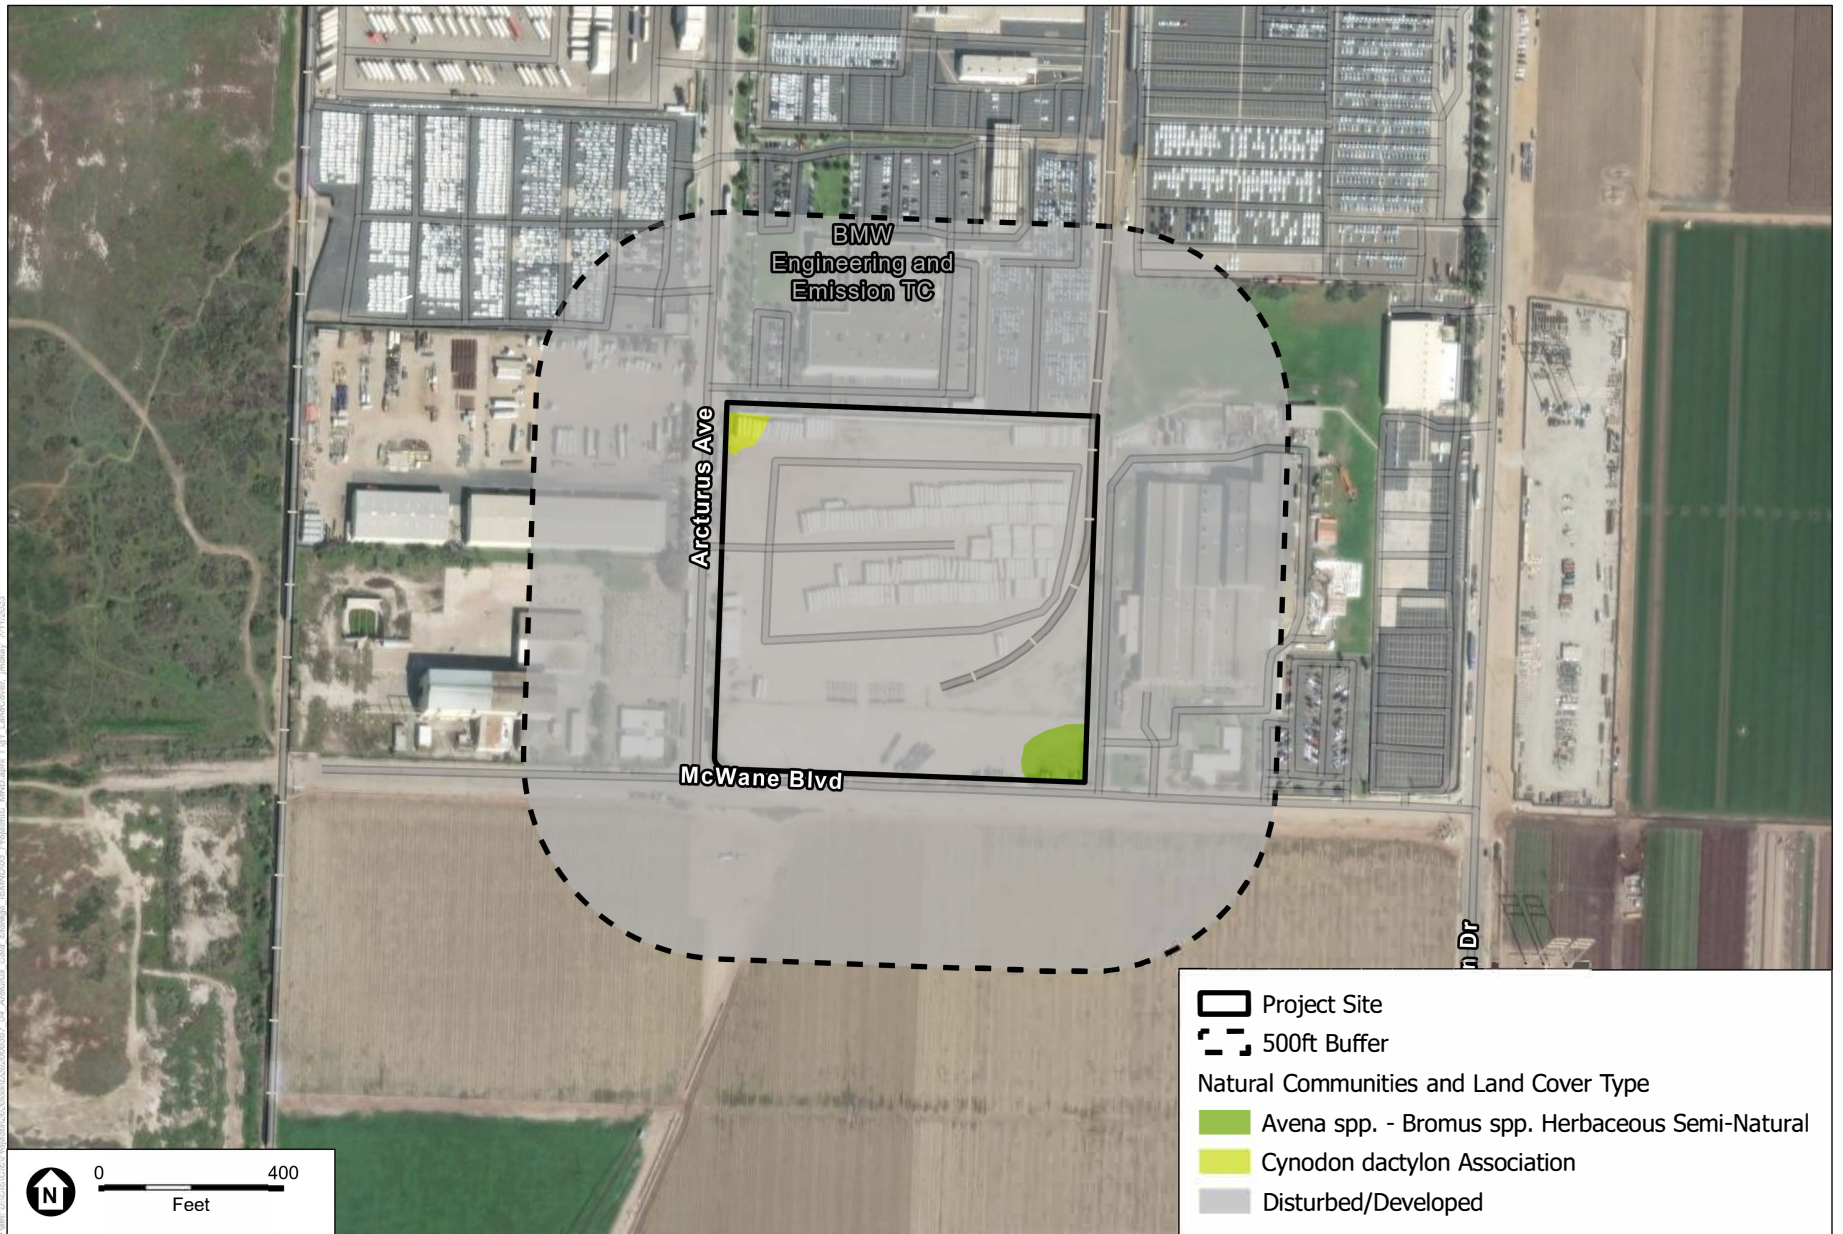 BMW
Engineering and
Emission TC
Arcturus Ave
McWane Blvd
Dr
Project Site
500ft Buffer
Natural Communities and Land Cover Type
Avena spp. - Bromus spp. Herbaceous Semi-Natural
Cynodon dactylon Association
Disturbed/Developed
N
0 400
Feet